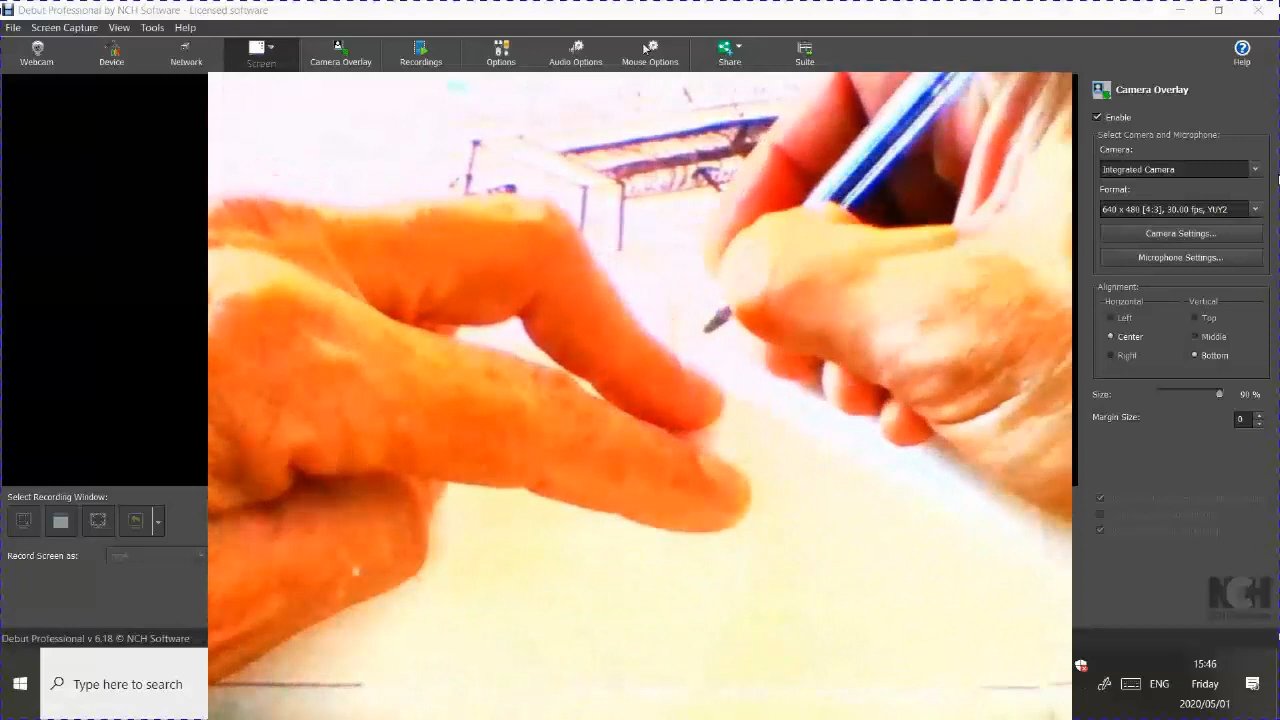 Debut Professional by NCH Software - Licensed software
File Screen Capture View Tools Help
Webcam Device Network Screen Camera Overlay Recordings Options Audio Options Mouse Options Share Suite Help
Camera Overlay
Enable
Select Camera and Microphone:
Camera:
Integrated Camera
Format:
640 x 480 [4:3], 30.00 fps, YUY2
Camera Settings...
Microphone Settings...
Alignment:
Horizontal Vertical
Left Top
Center Middle
Right Bottom
Size: 90 %
Margin Size: 0
Select Recording Window:
Record Screen as:
NCH
Debut Professional v 6.18 © NCH Software
Type here to search
ENG
15:46
Friday
2020/05/01